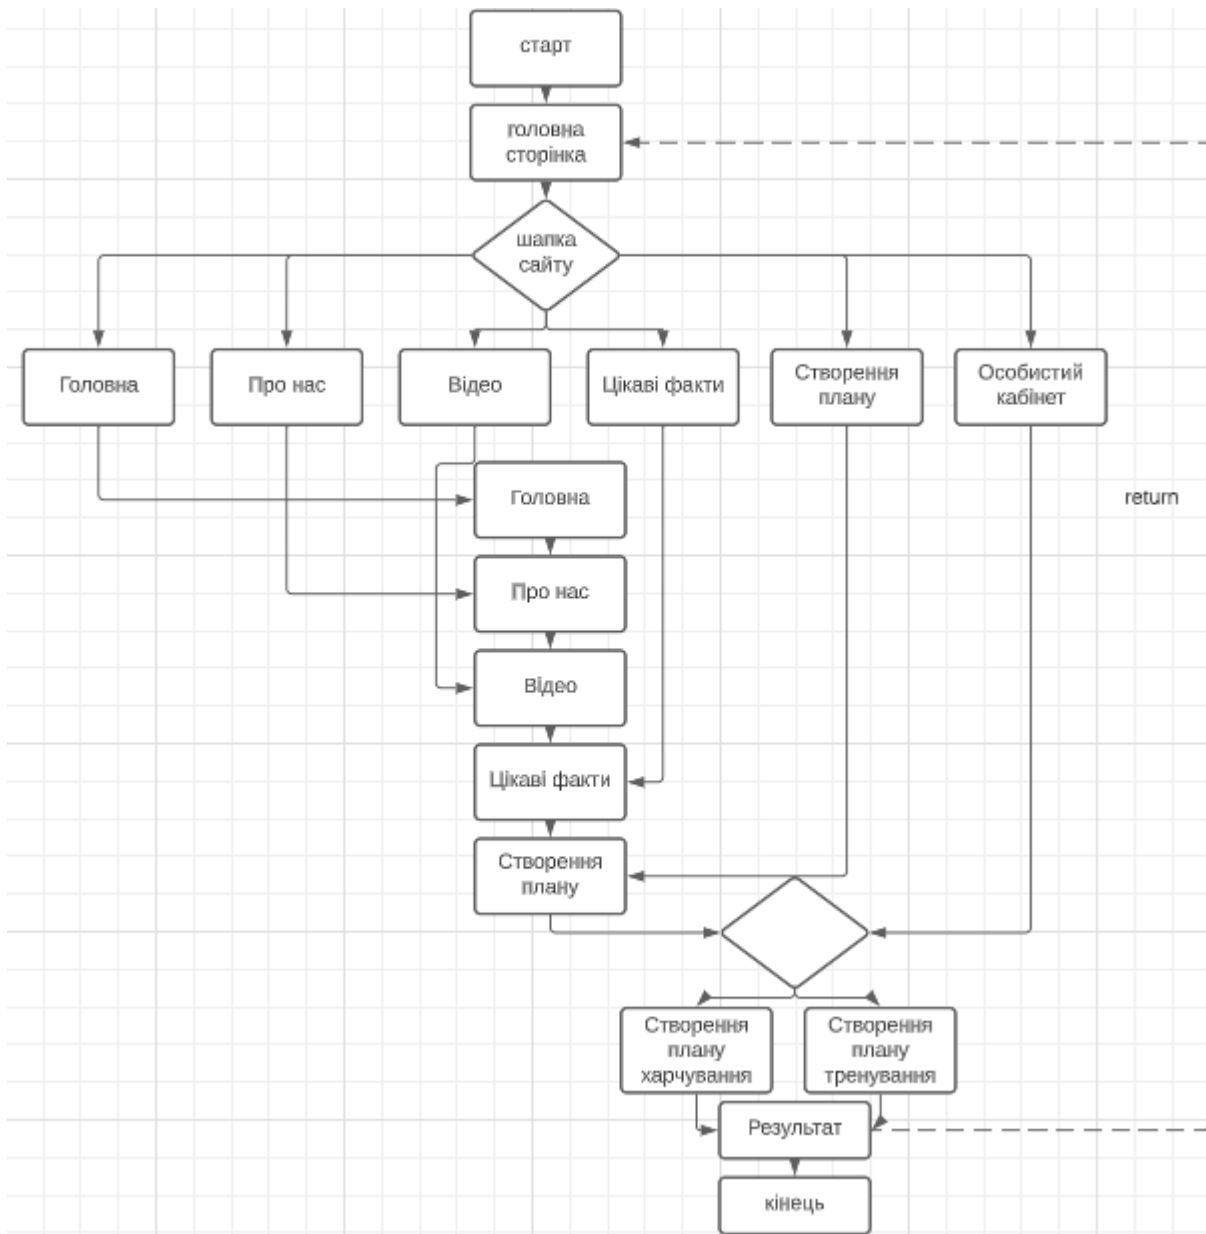 старт
головна
сторінка
шапка
сайту
Головна
Про нас
Відео
Цікаві факти
Створення
плану
Особистий
кабінет
Головна
return
Про нас
Відео
Цікаві факти
Створення
плану
Створення
плану
харчування
Створення
плану
тренування
Результат
кінець